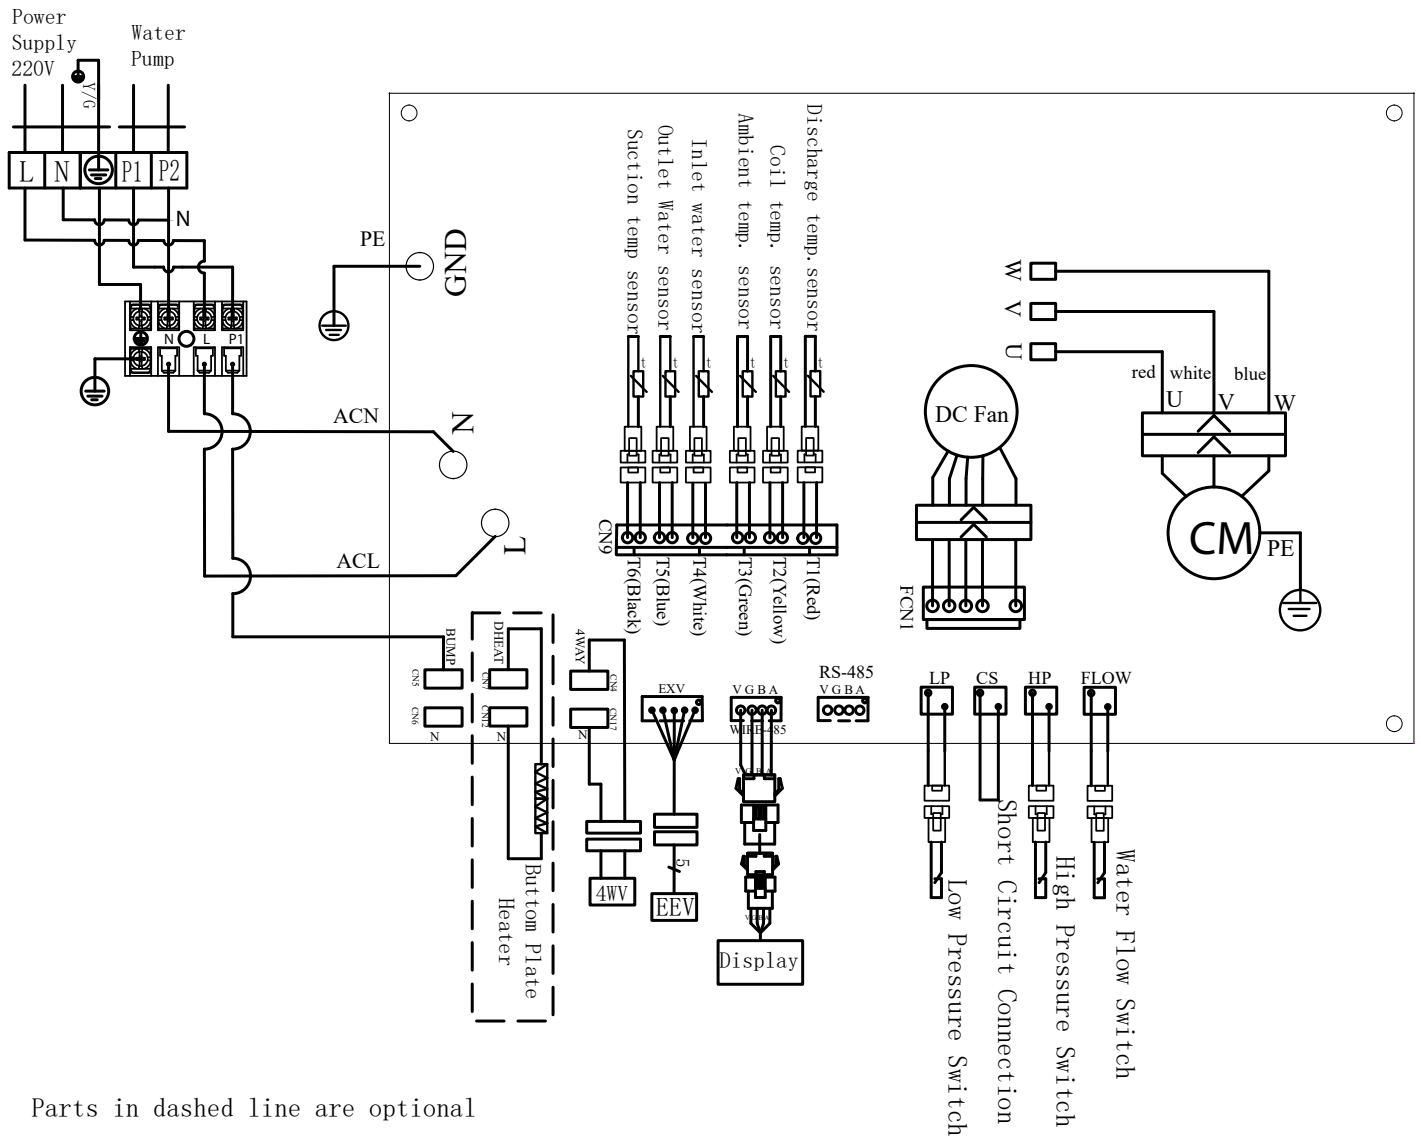 Power
Supply
220V
Water
Pump
Y/G
L N P1 P2
N
N L P1
PE
GND
ACN
N
ACL
L
Suction temp sensor
Outlet Water sensor
Inlet water sensor
Ambient temp. sensor
Coil temp. sensor
Discharge temp. sensor
t t t t t t
CN9
T6(Black)
T5(Blue)
T4(White)
T3(Green)
T2(Yellow)
T1(Red)
DC Fan
FCN1
W
V
U
red white blue
U V W
CM
PE
BUMP
CN5
CN6
N
DHEAT
CN7
CN12
N
Buttom Plate
Heater
4WAY
CN4
CN17
N
4WV
EXV
5
EEV
V G B A
WIRE-485
V G B A
V G B A
Display
RS-485
V G B A
LP CS HP FLOW
Low Pressure Switch
Short Circuit Connection
High Pressure Switch
Water Flow Switch
Parts in dashed line are optional